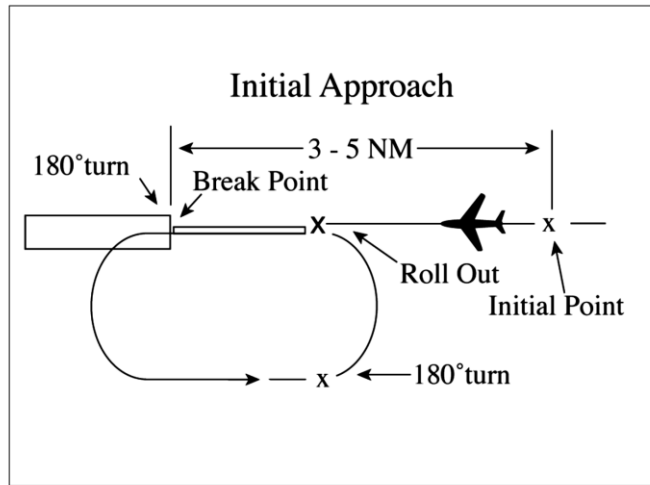 Initial Approach
3 - 5 NM
180°turn
Break Point
X
x
Roll Out
Initial Point
x
180°turn